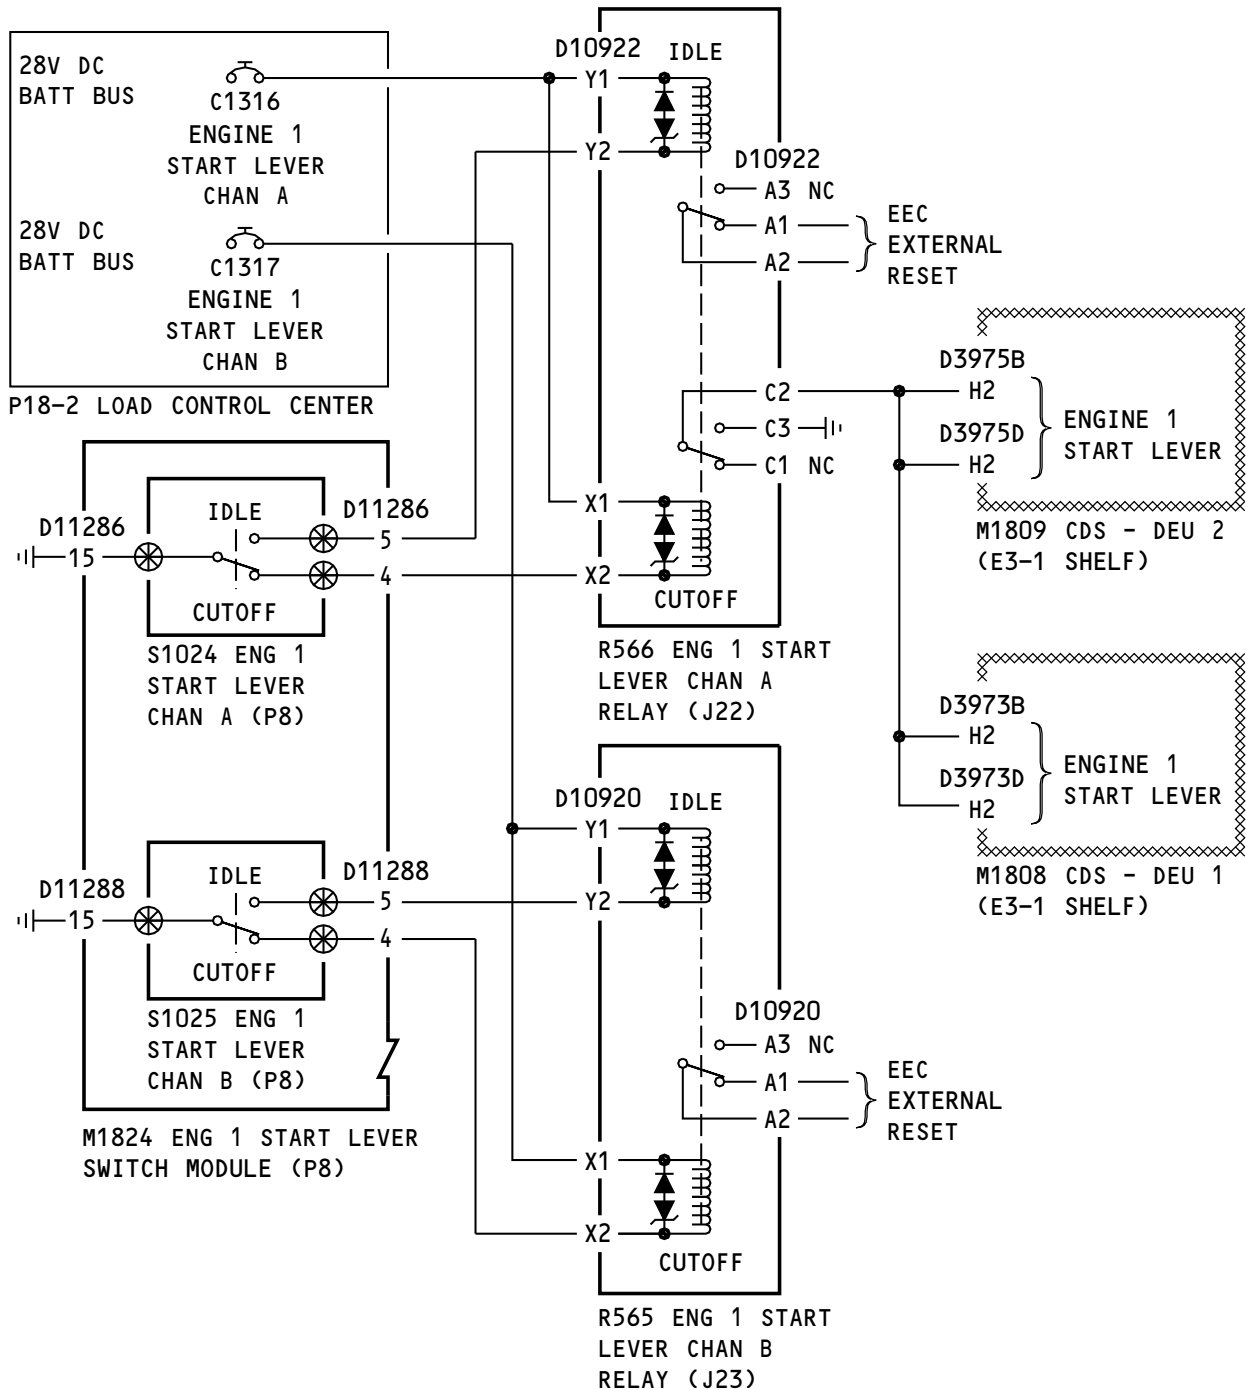 28V DC
BATT BUS
C1316
ENGINE 1
START LEVER
CHAN A
28V DC
BATT BUS
C1317
ENGINE 1
START LEVER
CHAN B
P18-2 LOAD CONTROL CENTER
D10922
IDLE
Y1
Y2
D10922
A3 NC
A1
A2
EEC
EXTERNAL
RESET
C2
C3
C1 NC
X1
X2
CUTOFF
R566 ENG 1 START
LEVER CHAN A
RELAY (J22)
D3975B
H2
D3975D
H2
ENGINE 1
START LEVER
M1809 CDS - DEU 2
(E3-1 SHELF)
D3973B
H2
D3973D
H2
ENGINE 1
START LEVER
M1808 CDS - DEU 1
(E3-1 SHELF)
D11286
15
IDLE
CUTOFF
D11286
5
4
S1024 ENG 1
START LEVER
CHAN A (P8)
D11288
15
IDLE
CUTOFF
D11288
5
4
S1025 ENG 1
START LEVER
CHAN B (P8)
M1824 ENG 1 START LEVER
SWITCH MODULE (P8)
D10920
IDLE
Y1
Y2
D10920
A3 NC
A1
A2
EEC
EXTERNAL
RESET
X1
X2
CUTOFF
R565 ENG 1 START
LEVER CHAN B
RELAY (J23)